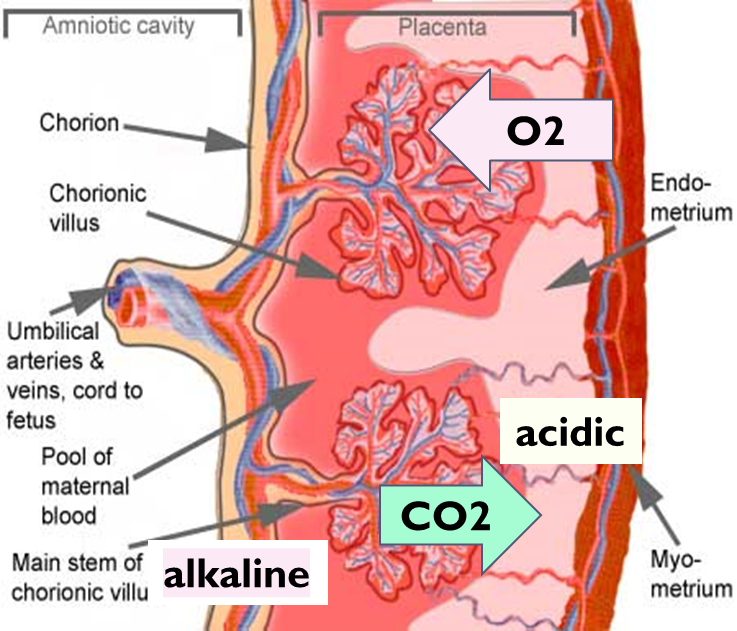 Amniotic cavity
Placenta
O2
Chorion
Chorionic
villus
Endo-
metrium
Umbilical
arteries &
veins, cord to
fetus
acidic
Pool of
maternal
blood
CO2
Main stem of
chorionic villu
alkaline
Myo-
metrium